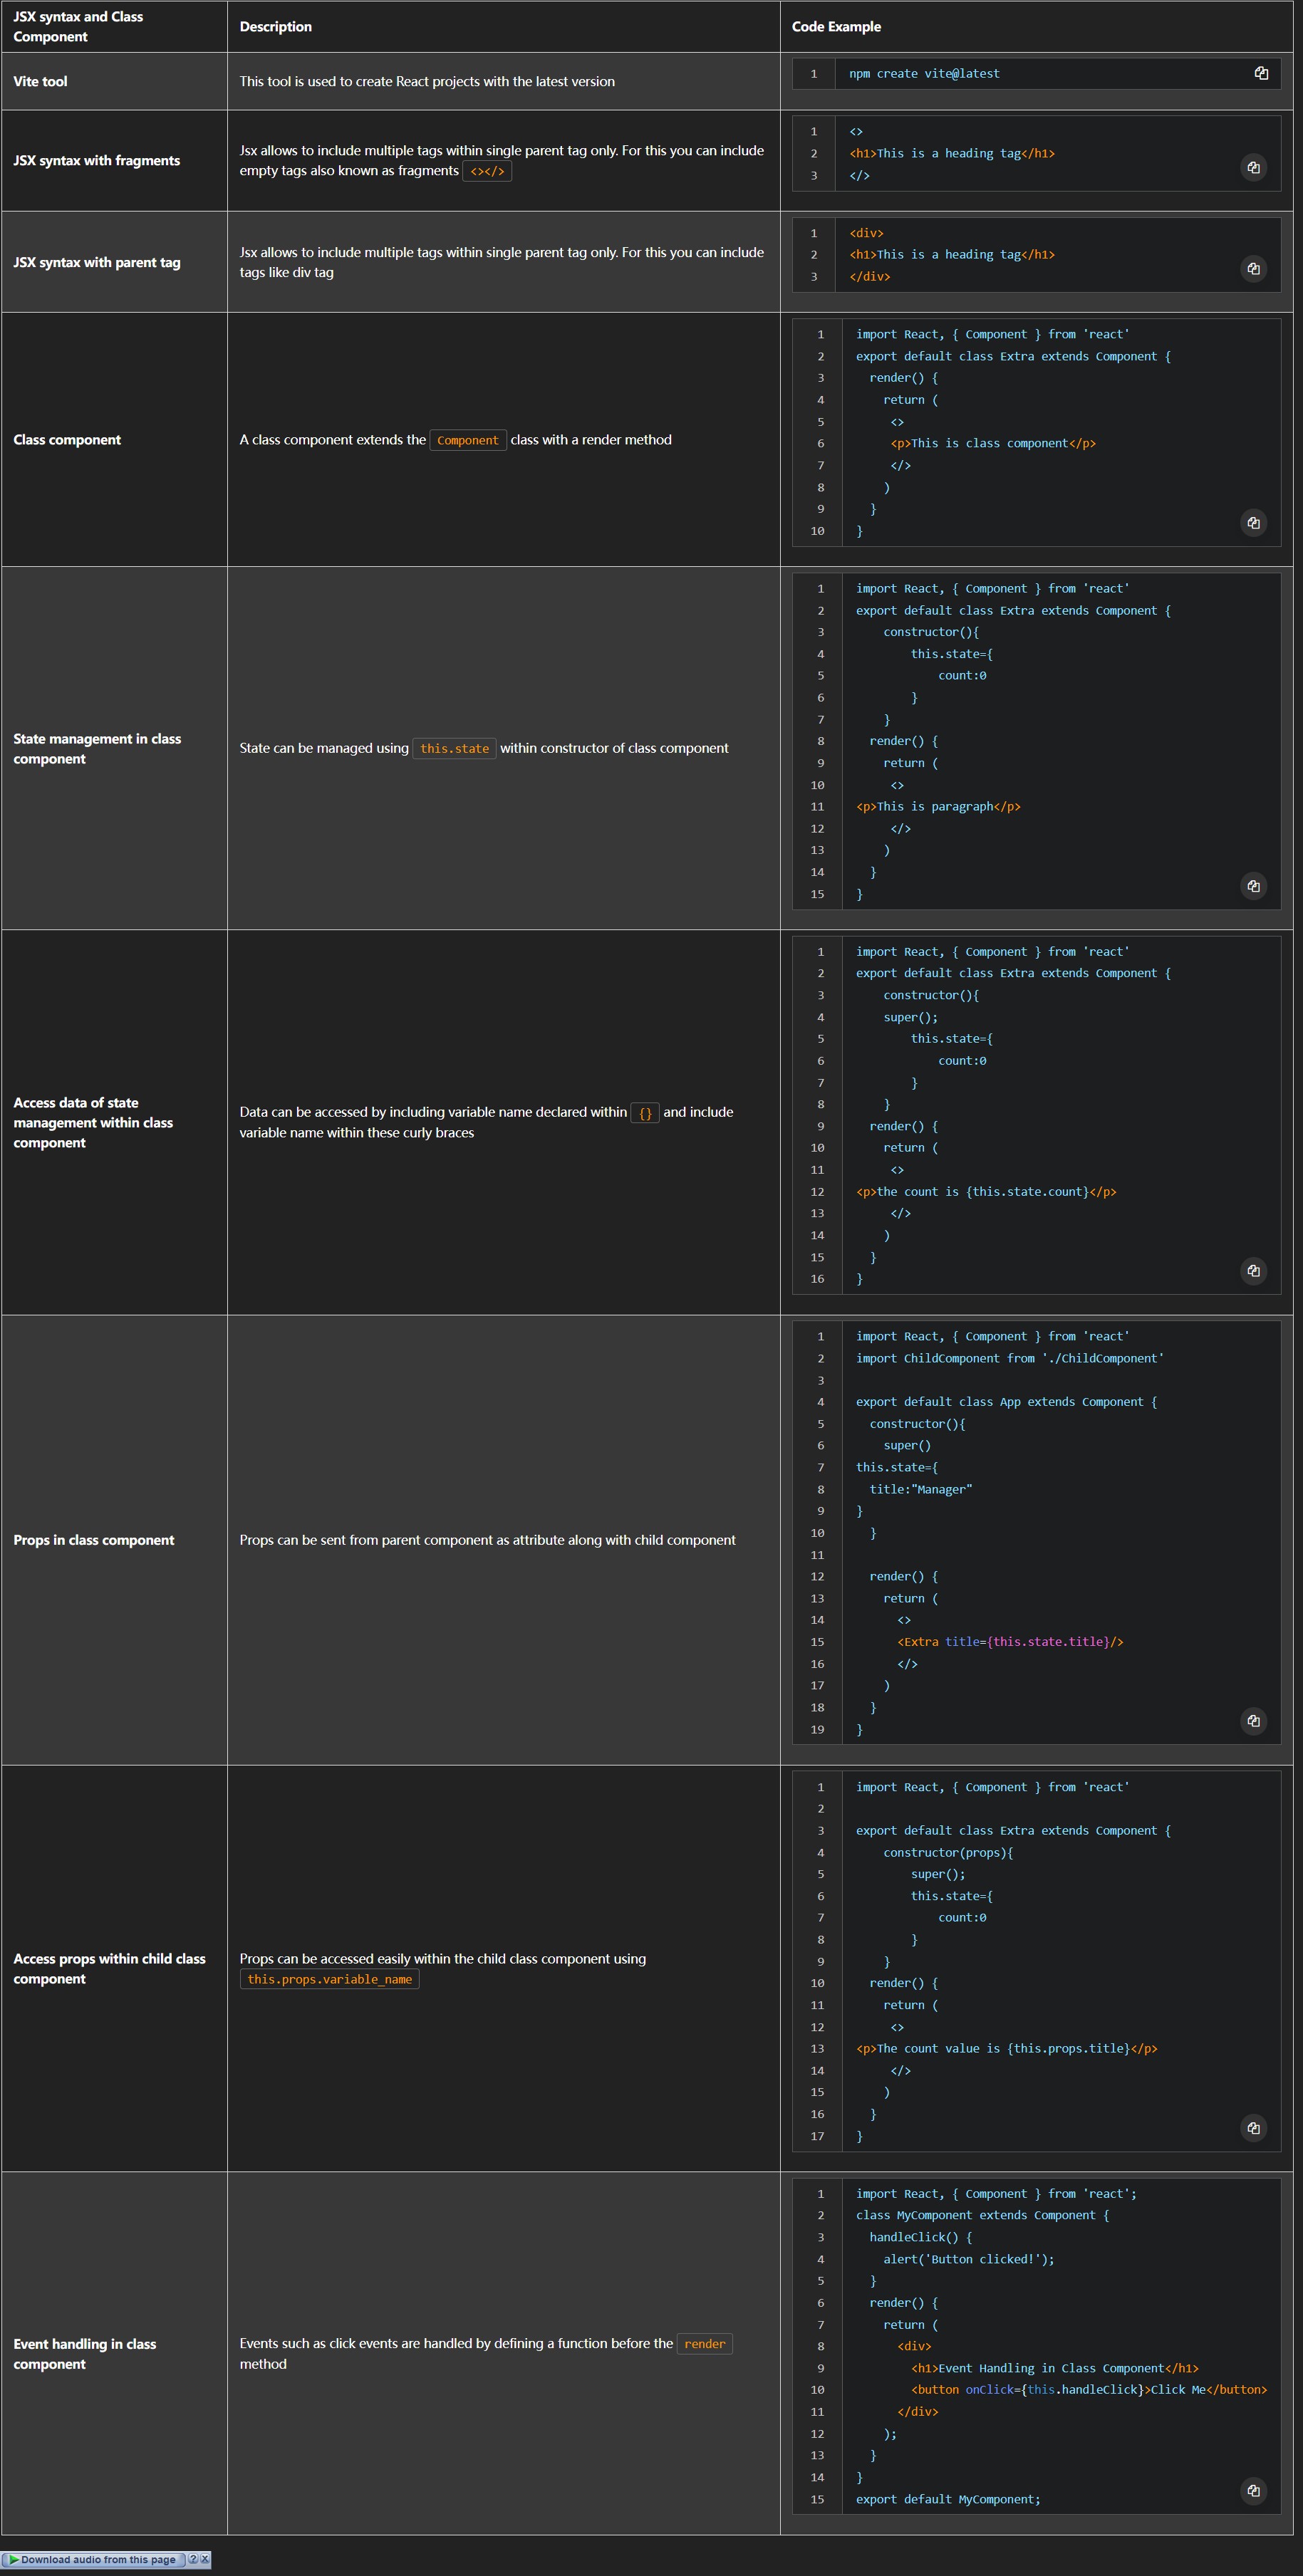 JSX syntax and Class
Component
Description
Code Example
Vite tool
This tool is used to create React projects with the latest version
1 npm create vite@latest
JSX syntax with fragments
Jsx allows to include multiple tags within single parent tag only. For this you can include
empty tags also known as fragments <></>
1 <>
2 <h1>This is a heading tag</h1>
3 </>
JSX syntax with parent tag
Jsx allows to include multiple tags within single parent tag only. For this you can include
tags like div tag
1 <div>
2 <h1>This is a heading tag</h1>
3 </div>
Class component
A class component extends the Component class with a render method
1 import React, { Component } from 'react'
2 export default class Extra extends Component {
3   render() {
4     return (
5      <>
6      <p>This is class component</p>
7      </>
8     )
9   }
10 }
State management in class
component
State can be managed using this.state within constructor of class component
1 import React, { Component } from 'react'
2 export default class Extra extends Component {
3     constructor(){
4         this.state={
5             count:0
6         }
7     }
8   render() {
9     return (
10      <>
11 <p>This is paragraph</p>
12      </>
13     )
14   }
15 }
Access data of state
management within class
component
Data can be accessed by including variable name declared within {} and include
variable name within these curly braces
1 import React, { Component } from 'react'
2 export default class Extra extends Component {
3     constructor(){
4     super();
5         this.state={
6             count:0
7         }
8     }
9   render() {
10     return (
11      <>
12 <p>the count is {this.state.count}</p>
13      </>
14     )
15   }
16 }
Props in class component
Props can be sent from parent component as attribute along with child component
1 import React, { Component } from 'react'
2 import ChildComponent from './ChildComponent'
3
4 export default class App extends Component {
5   constructor(){
6     super()
7 this.state={
8   title:"Manager"
9 }
10   }
11
12   render() {
13     return (
14       <>
15       <Extra title={this.state.title}/>
16       </>
17     )
18   }
19 }
Access props within child class
component
Props can be accessed easily within the child class component using
this.props.variable_name
1 import React, { Component } from 'react'
2
3 export default class Extra extends Component {
4     constructor(props){
5         super();
6         this.state={
7             count:0
8         }
9     }
10   render() {
11     return (
12      <>
13 <p>The count value is {this.props.title}</p>
14      </>
15     )
16   }
17 }
Event handling in class
component
Events such as click events are handled by defining a function before the render
method
1 import React, { Component } from 'react';
2 class MyComponent extends Component {
3   handleClick() {
4     alert('Button clicked!');
5   }
6   render() {
7     return (
8       <div>
9         <h1>Event Handling in Class Component</h1>
10         <button onClick={this.handleClick}>Click Me</button>
11       </div>
12     );
13   }
14 }
15 export default MyComponent;
Download audio from this page ? X